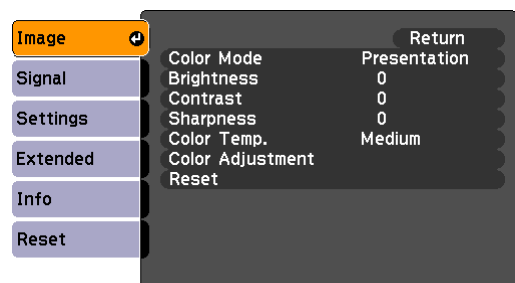 Image
Signal
Settings
Extended
Info
Reset
Return
Color Mode Presentation
Brightness 0
Contrast 0
Sharpness 0
Color Temp. Medium
Color Adjustment
Reset